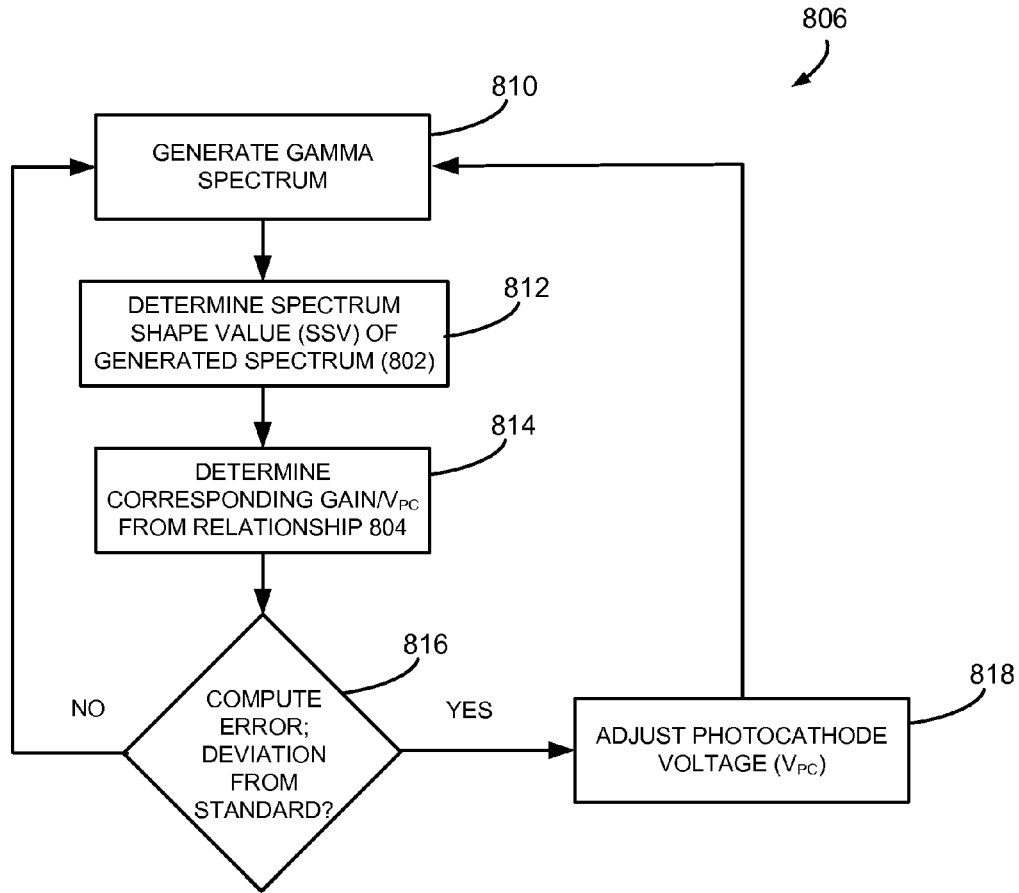 806
810
GENERATE GAMMA
SPECTRUM
812
DETERMINE SPECTRUM
SHAPE VALUE (SSV) OF
GENERATED SPECTRUM (802)
814
DETERMINE
CORRESPONDING GAIN/VPC
FROM RELATIONSHIP 804
816
COMPUTE
ERROR;
DEVIATION
FROM
STANDARD?
NO
YES
818
ADJUST PHOTOCATHODE
VOLTAGE (VPC)